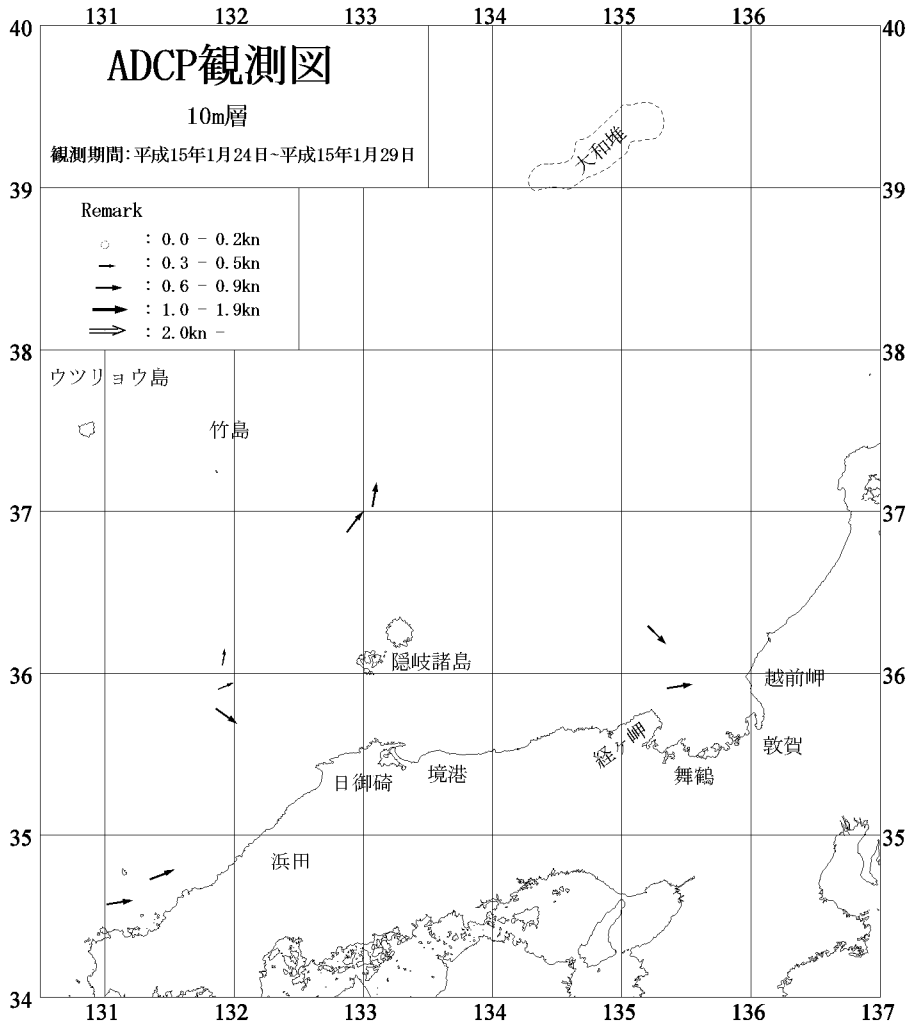 131 132 133 134 135 136
40 40
ADCP観測図
10m層
観測期間:平成15年1月24日~平成15年1月29日
大和堆
39 39
Remark
: 0.0 - 0.2kn
: 0.3 - 0.5kn
: 0.6 - 0.9kn
: 1.0 - 1.9kn
: 2.0kn -
38 38
ウツリョウ島
竹島
37 37
隠岐諸島
36 36
越前岬
経ヶ岬
敦賀
舞鶴
境港
日御碕
35 35
浜田
34
131 132 133 134 135 136 137